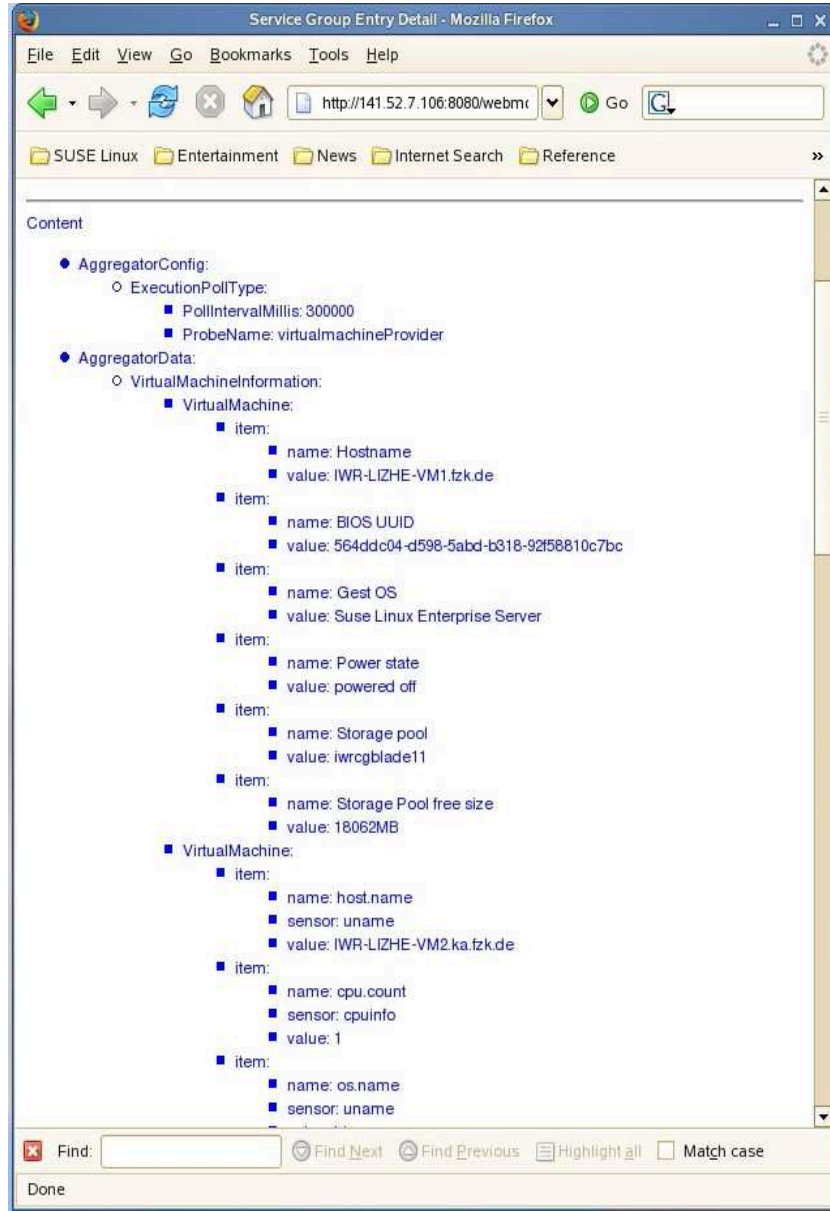 Service Group Entry Detail - Mozilla Firefox
File Edit View Go Bookmarks Tools Help
http://141.52.7.106:8080/webmo Go G
SUSE Linux Entertainment News Internet Search Reference »
Content
AggregatorConfig:
ExecutionPollType:
PollIntervalMillis: 300000
ProbeName: virtualmachineProvider
AggregatorData:
VirtualMachineInformation:
VirtualMachine:
item:
name: Hostname
value: IWR-LIZHE-VM1.fzk.de
item:
name: BIOS UUID
value: 564ddc04-d598-5abd-b318-92f58810c7bc
item:
name: Gest OS
value: Suse Linux Enterprise Server
item:
name: Power state
value: powered off
item:
name: Storage pool
value: iwrcgblade11
item:
name: Storage Pool free size
value: 18062MB
VirtualMachine:
item:
name: host.name
sensor: uname
value: IWR-LIZHE-VM2.ka.fzk.de
item:
name: cpu.count
sensor: cpuinfo
value: 1
item:
name: os.name
sensor: uname
Find: Find Next Find Previous Highlight all Match case
Done